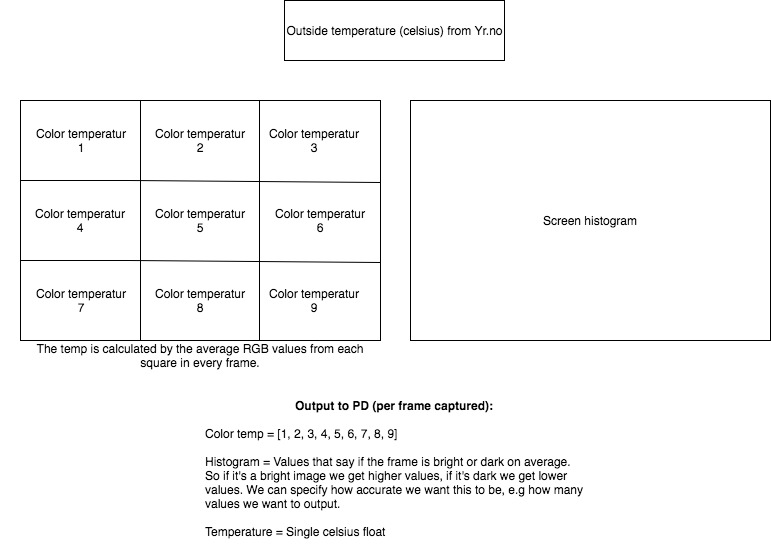 Outside temperature (celsius) from Yr.no
Color temperatur
1
Color temperatur
2
Color temperatur
3
Color temperatur
4
Color temperatur
5
Color temperatur
6
Color temperatur
7
Color temperatur
8
Color temperatur
9
Screen histogram
The temp is calculated by the average RGB values from each
square in every frame.
Output to PD (per frame captured):
Color temp = [1, 2, 3, 4, 5, 6, 7, 8, 9]
Histogram = Values that say if the frame is bright or dark on average.
So if it's a bright image we get higher values, if it's dark we get lower
values. We can specify how accurate we want this to be, e.g how many
values we want to output.
Temperature = Single celsius float